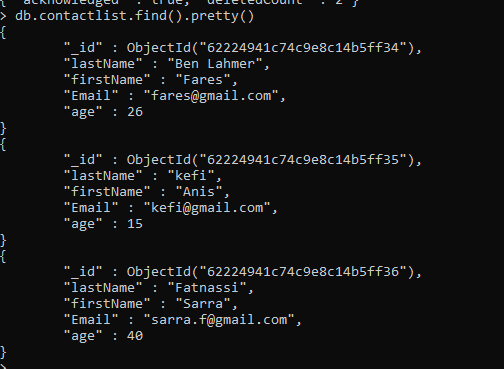 { "acknowledged" : true, "deletedCount" : 2 }
> db.contactlist.find().pretty()
{
        "_id" : ObjectId("62224941c74c9e8c14b5ff34"),
        "lastName" : "Ben Lahmer",
        "firstName" : "Fares",
        "Email" : "fares@gmail.com",
        "age" : 26
}
{
        "_id" : ObjectId("62224941c74c9e8c14b5ff35"),
        "lastName" : "kefi",
        "firstName" : "Anis",
        "Email" : "kefi@gmail.com",
        "age" : 15
}
{
        "_id" : ObjectId("62224941c74c9e8c14b5ff36"),
        "lastName" : "Fatnassi",
        "firstName" : "Sarra",
        "Email" : "sarra.f@gmail.com",
        "age" : 40
}
>